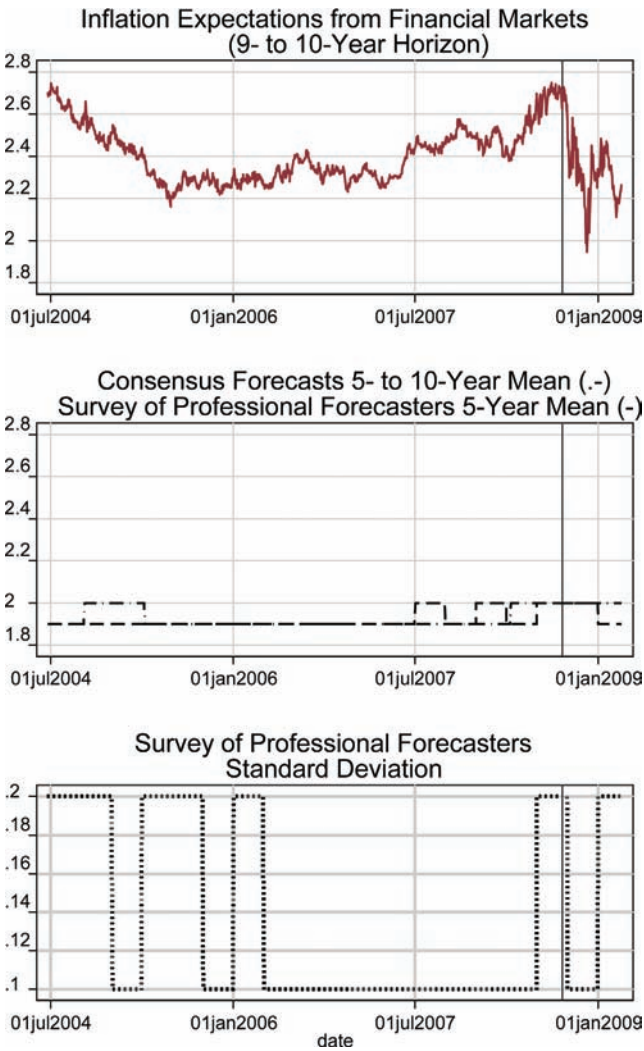 Inflation Expectations from Financial Markets
(9- to 10-Year Horizon)
2.8
2.6
2.4
2.2
2
1.8
01jul2004 01jan2006 01jul2007 01jan2009
Consensus Forecasts 5- to 10-Year Mean (.-)
Survey of Professional Forecasters 5-Year Mean (-)
2.8
2.6
2.4
2.2
2
1.8
01jul2004 01jan2006 01jul2007 01jan2009
Survey of Professional Forecasters
Standard Deviation
.2
.18
.16
.14
.12
.1
01jul2004 01jan2006 01jul2007 01jan2009
date